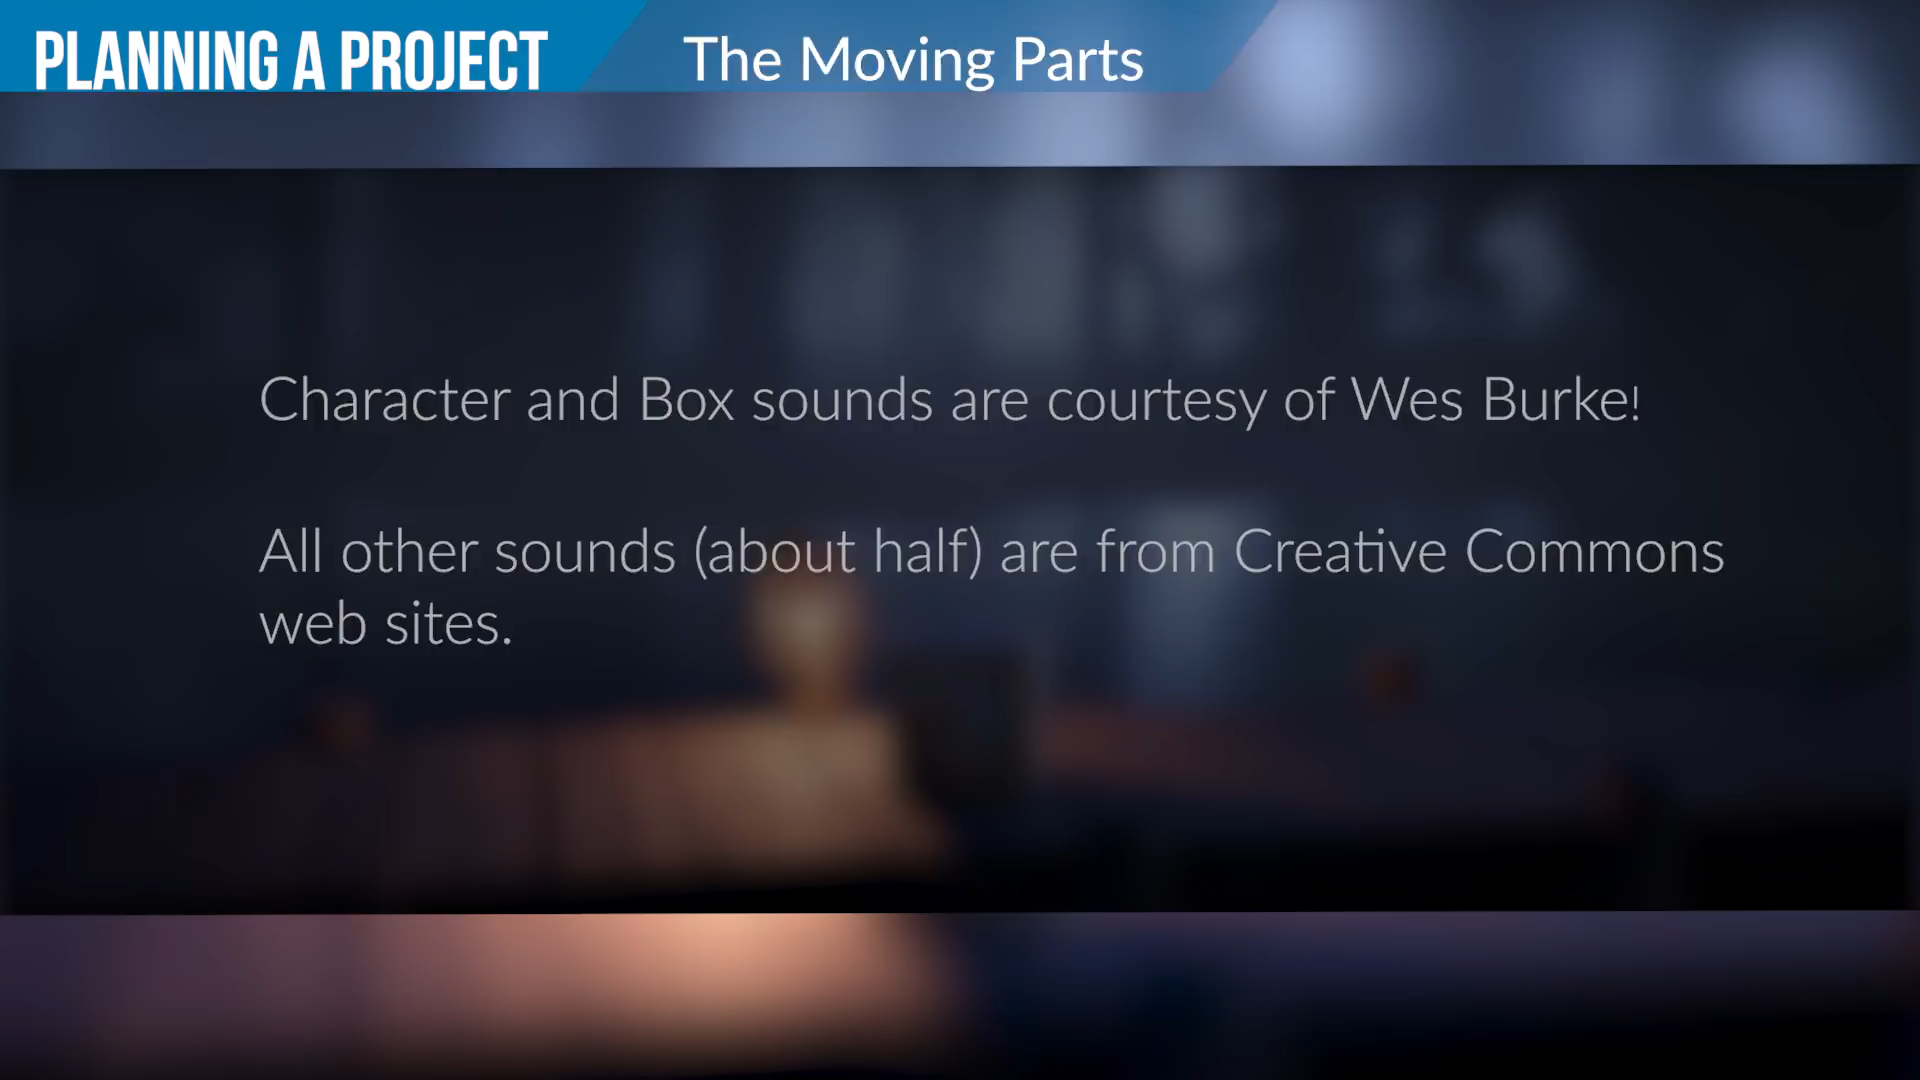 PLANNING A PROJECT
The Moving Parts
Character and Box sounds are courtesy of Wes Burke!
All other sounds (about half) are from Creative Commons
web sites.